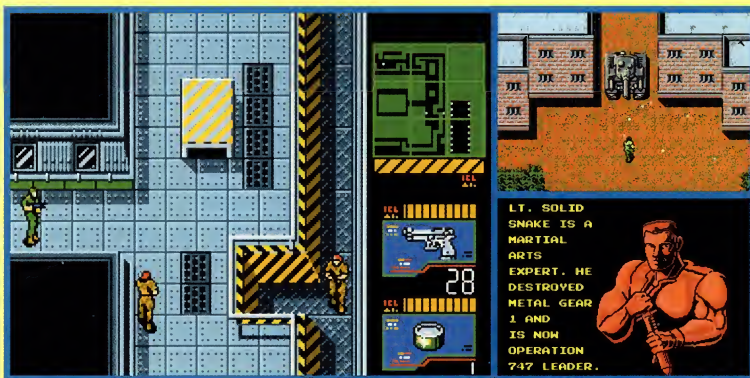 28
LT. SOLID
SNAKE IS A
MARTIAL
ARTS
EXPERT. HE
DESTROYED
METAL GEAR
1 AND
IS NOW
OPERATION
747 LEADER.